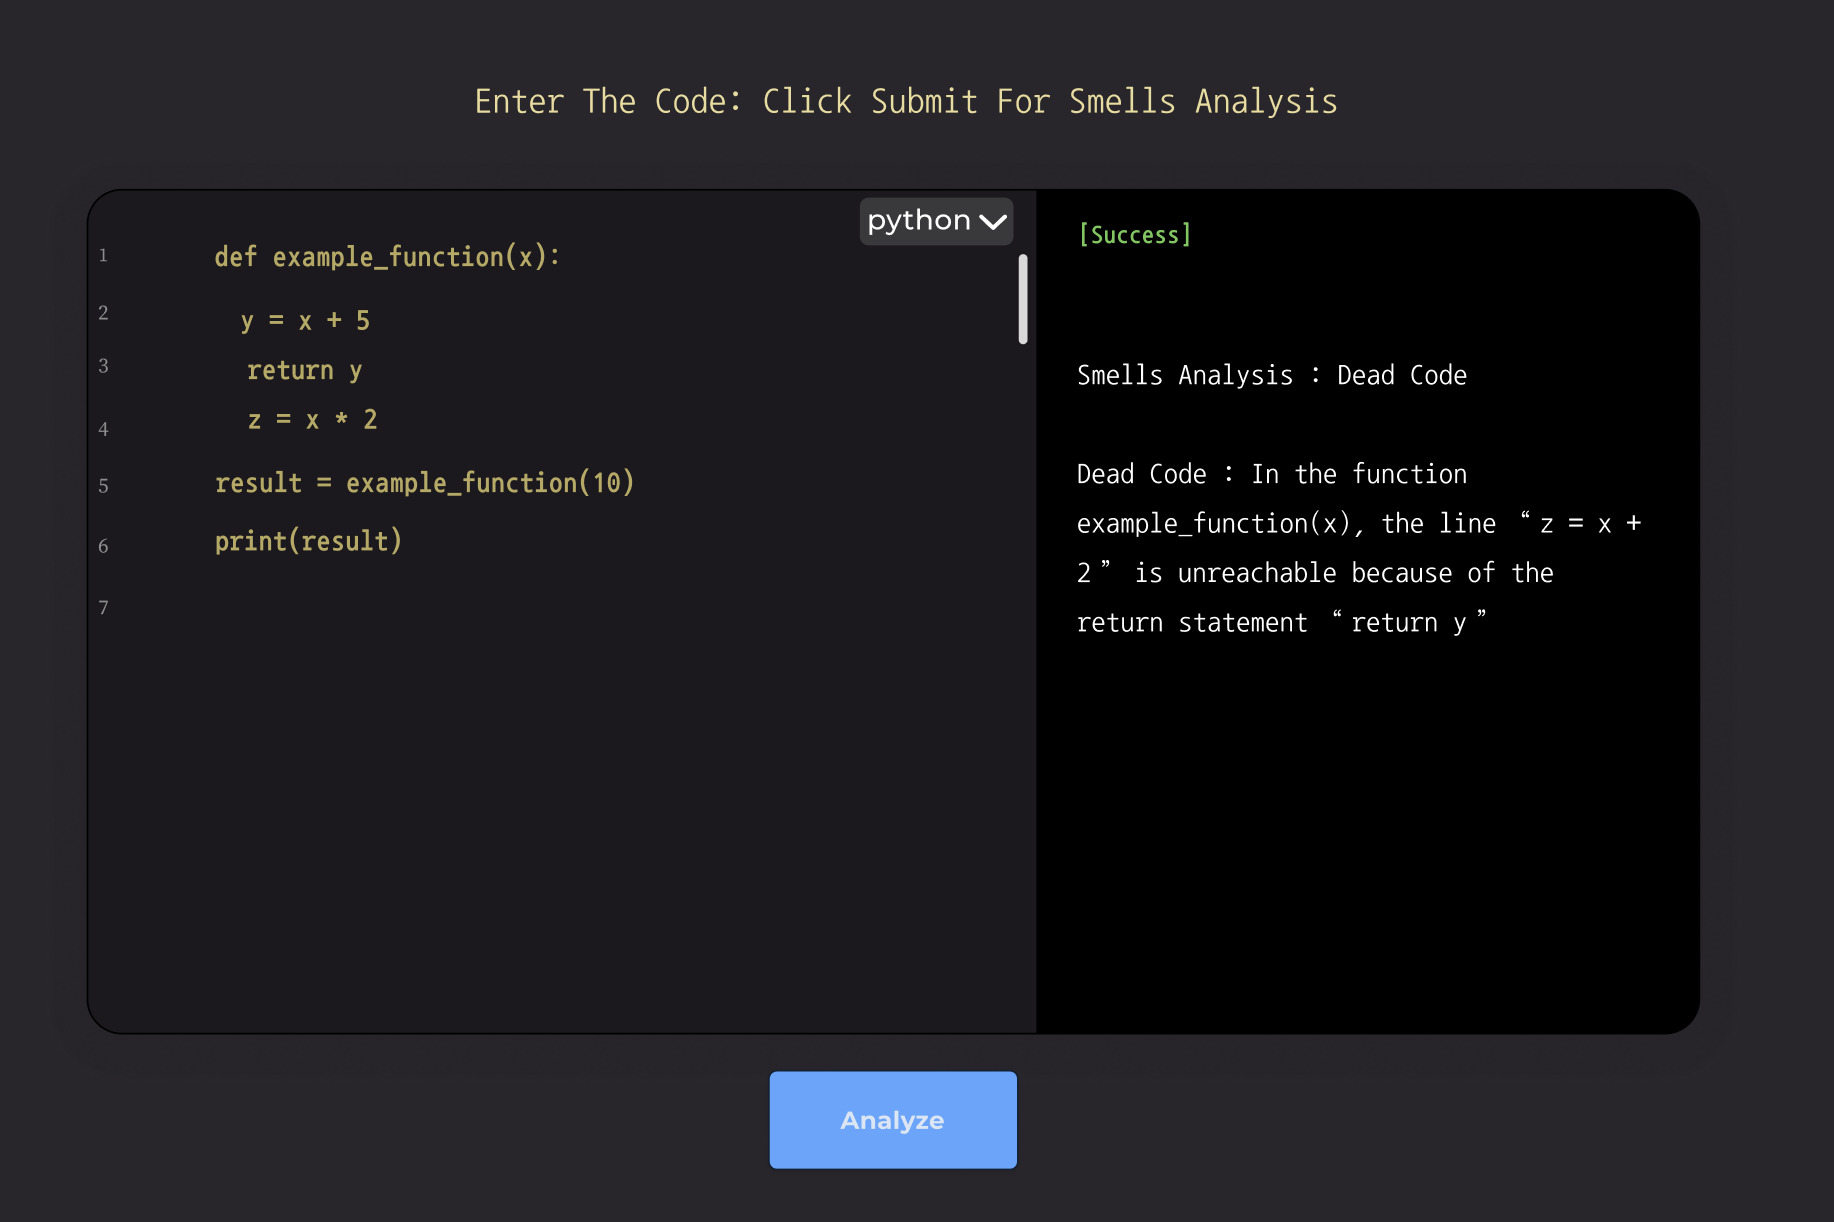 Enter The Code: Click Submit For Smells Analysis
python
1 def example_function(x):
2 y = x + 5
3 return y
4 z = x * 2
5 result = example_function(10)
6 print(result)
7
[Success]
Smells Analysis : Dead Code
Dead Code : In the function
example_function(x), the line “z = x +
2” is unreachable because of the
return statement “return y”
Analyze